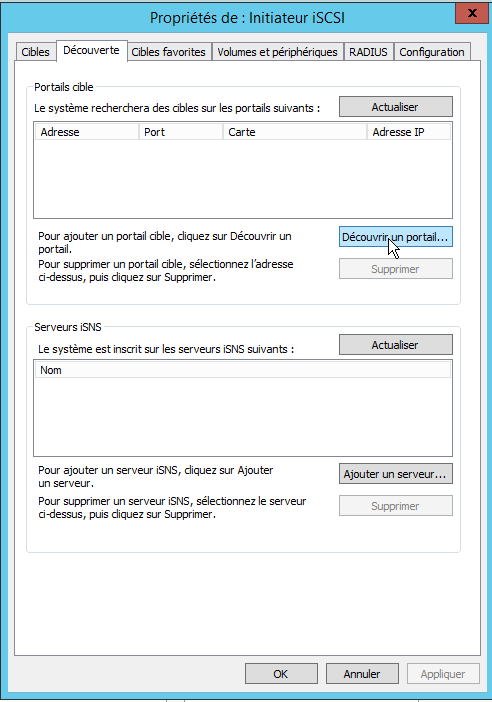 Propriétés de : Initiateur iSCSI
x
Cibles
Découverte
Cibles favorites
Volumes et périphériques
RADIUS
Configuration
Portails cible
Le système recherchera des cibles sur les portails suivants :
Actualiser
Adresse
Port
Carte
Adresse IP
Pour ajouter un portail cible, cliquez sur Découvrir un
portail.
Découvrir un portail...
Pour supprimer un portail cible, sélectionnez l'adresse
ci-dessus, puis cliquez sur Supprimer.
Supprimer
Serveurs iSNS
Le système est inscrit sur les serveurs iSNS suivants :
Actualiser
Nom
Pour ajouter un serveur iSNS, cliquez sur Ajouter
un serveur.
Ajouter un serveur...
Pour supprimer un serveur iSNS, sélectionnez le serveur
ci-dessus, puis cliquez sur Supprimer.
Supprimer
OK
Annuler
Appliquer